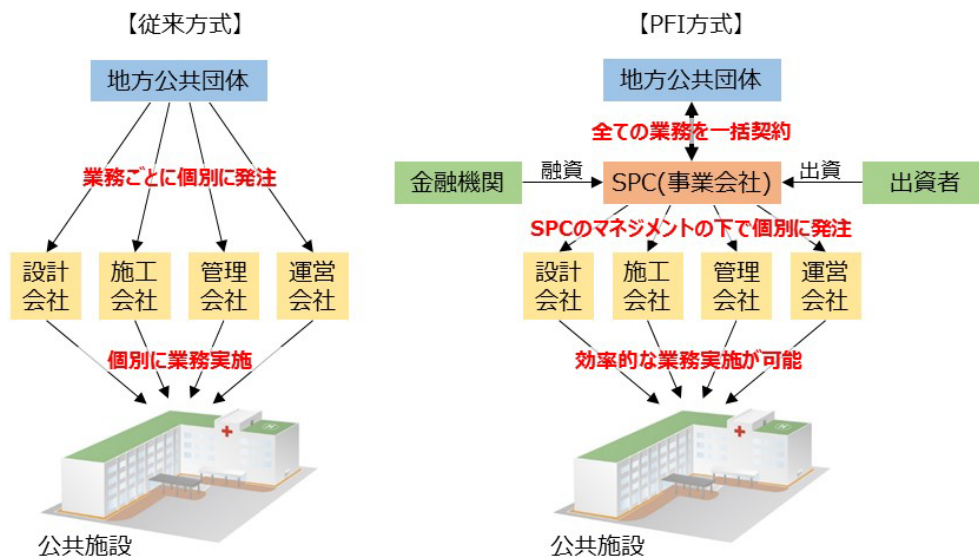 【従来方式】
地方公共団体
業務ごとに個別に発注
設計
会社
施工
会社
管理
会社
運営
会社
個別に業務実施
公共施設
【PFI方式】
地方公共団体
全ての業務を一括契約
金融機関
融資
SPC(事業会社)
出資
出資者
SPCのマネジメントの下で個別に発注
設計
会社
施工
会社
管理
会社
運営
会社
効率的な業務実施が可能
H
公共施設